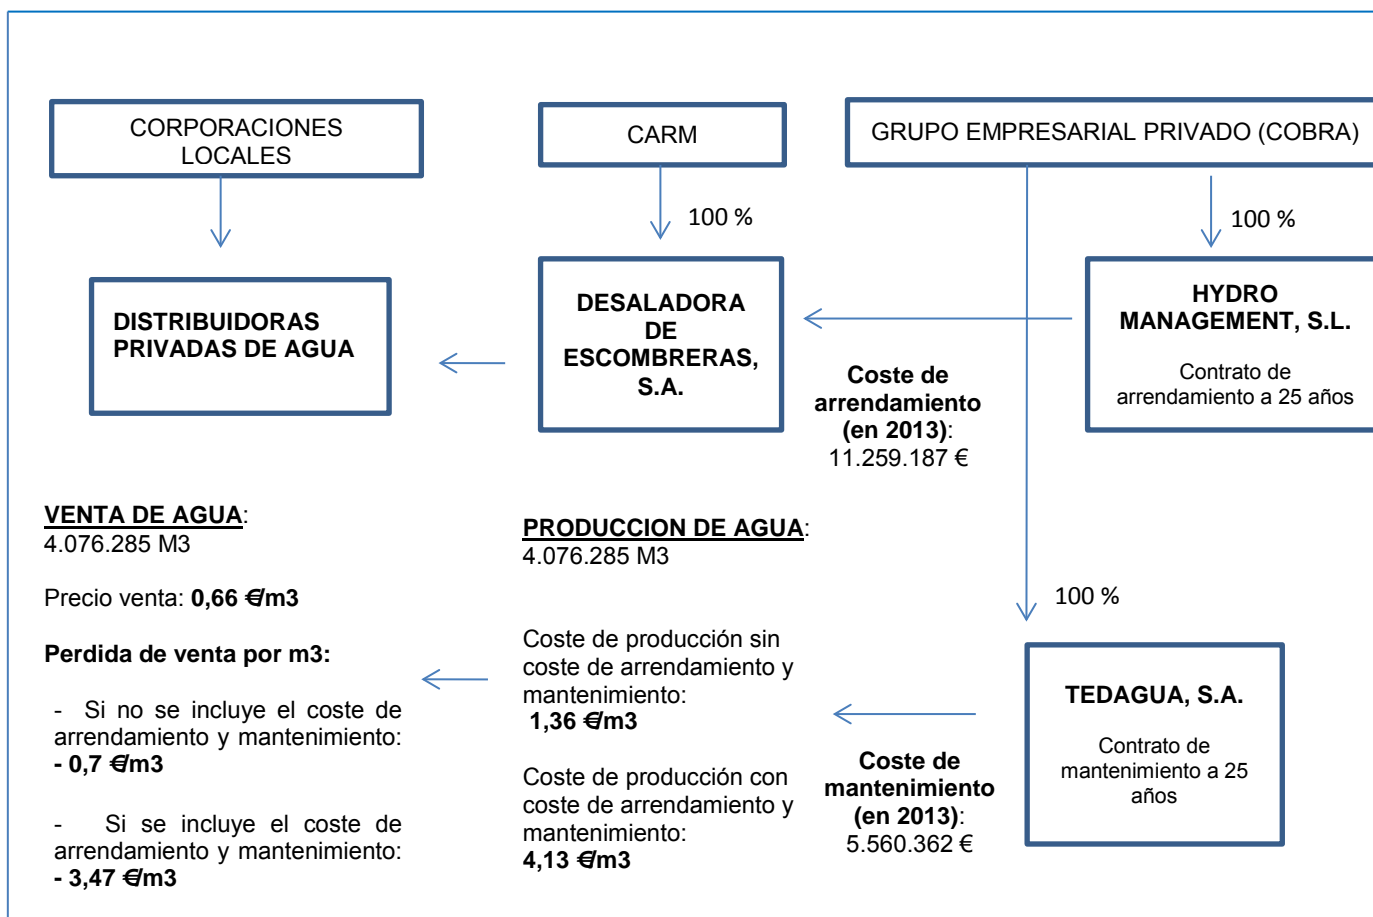 CORPORACIONES
LOCALES
CARM
GRUPO EMPRESARIAL PRIVADO (COBRA)
100 %
100 %
DISTRIBUIDORAS
PRIVADAS DE AGUA
DESALADORA
DE
ESCOMBRERAS,
S.A.
HYDRO
MANAGEMENT, S.L.
Contrato de
arrendamiento a 25 años
Coste de
arrendamiento
(en 2013):
11.259.187 €
VENTA DE AGUA:
4.076.285 M3
Precio venta: 0,66 €/m3
Perdida de venta por m3:
- Si no se incluye el coste de
arrendamiento y mantenimiento:
- 0,7 €/m3
- Si se incluye el coste de
arrendamiento y mantenimiento:
- 3,47 €/m3
PRODUCCION DE AGUA:
4.076.285 M3
Coste de producción sin
coste de arrendamiento y
mantenimiento:
1,36 €/m3
Coste de producción con
coste de arrendamiento y
mantenimiento:
4,13 €/m3
100 %
TEDAGUA, S.A.
Contrato de
mantenimiento a 25
años
Coste de
mantenimiento
(en 2013):
5.560.362 €